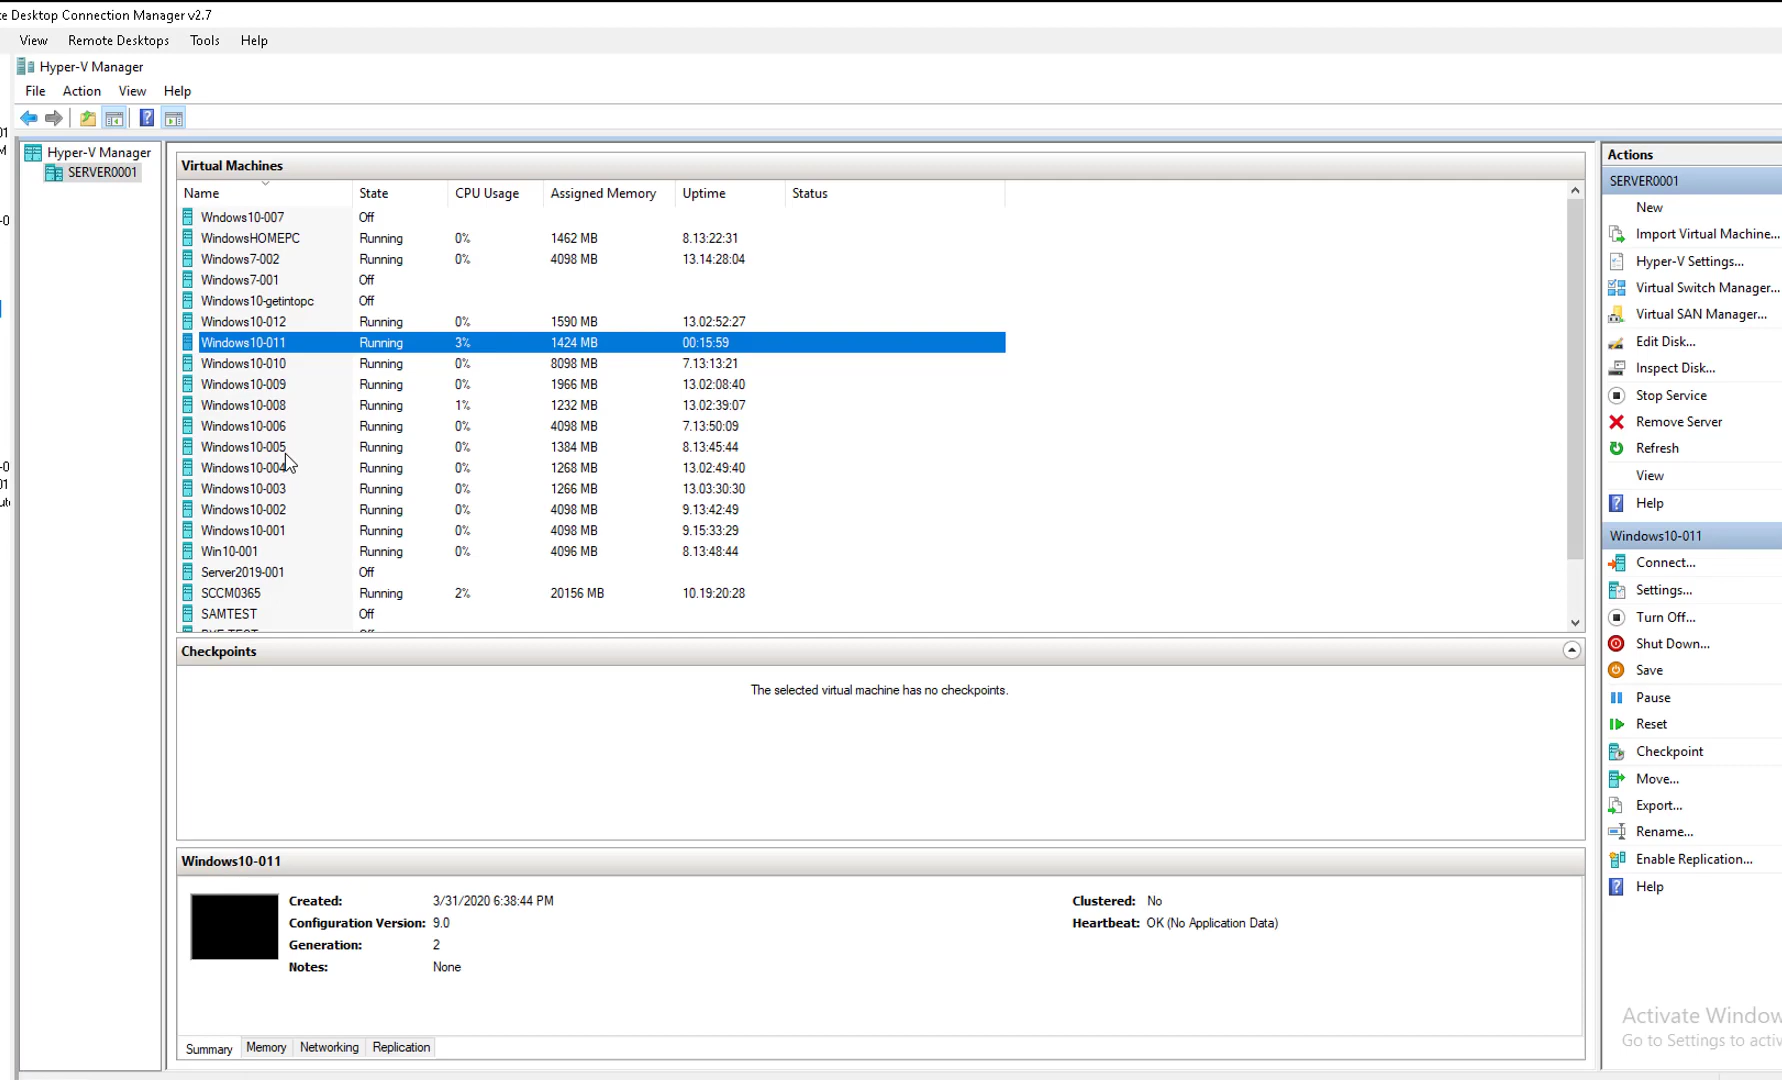 te Desktop Connection Manager v2.7
View Remote Desktops Tools Help
Hyper-V Manager
File Action View Help
Hyper-V Manager
SERVER0001
Virtual Machines
Name State CPU Usage Assigned Memory Uptime Status
Wndows10-007 Off
WindowsHOMEPC Running 0% 1462 MB 8.13:22:31
Windows7-002 Running 0% 4098 MB 13.14:28:04
Windows7-001 Off
Windows10-getintopc Off
Windows10-012 Running 0% 1590 MB 13.02:52:27
Windows10-011 Running 3% 1424 MB 00:15:59
Windows10-010 Running 0% 8098 MB 7.13:13:21
Windows10-009 Running 0% 1966 MB 13.02:08:40
Windows10-008 Running 1% 1232 MB 13.02:39:07
Windows10-006 Running 0% 4098 MB 7.13:50:09
Windows10-005 Running 0% 1384 MB 8.13:45:44
Windows10-004 Running 0% 1268 MB 13.02:49:40
Windows10-003 Running 0% 1266 MB 13.03:30:30
Windows10-002 Running 0% 4098 MB 9.13:42:49
Windows10-001 Running 0% 4098 MB 9.15:33:29
Win10-001 Running 0% 4096 MB 8.13:48:44
Server2019-001 Off
SCCM0365 Running 2% 20156 MB 10.19:20:28
SAMTEST Off
Checkpoints
The selected virtual machine has no checkpoints.
Windows10-011
Created: 3/31/2020 6:38:44 PM Clustered: No
Configuration Version: 9.0 Heartbeat: OK (No Application Data)
Generation: 2
Notes: None
Summary Memory Networking Replication
Actions
SERVER0001
New
Import Virtual Machine...
Hyper-V Settings...
Virtual Switch Manager...
Virtual SAN Manager...
Edit Disk...
Inspect Disk...
Stop Service
Remove Server
Refresh
View
Help
Windows10-011
Connect...
Settings...
Turn Off...
Shut Down...
Save
Pause
Reset
Checkpoint
Move...
Export...
Rename...
Enable Replication...
Help
Activate Window
Go to Settings to activ